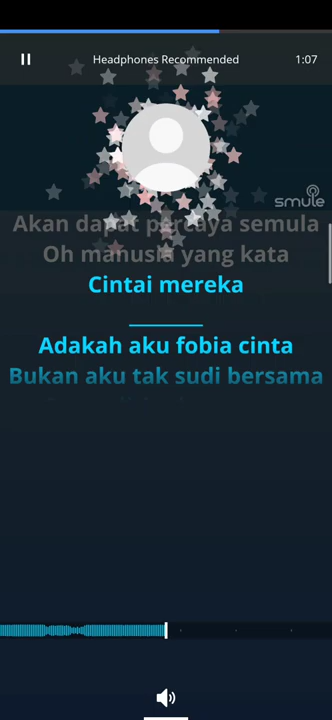 Headphones Recommended
1:07
smule
Akan dapat percaya semula
Oh manusia yang kata
Cintai mereka
Adakah aku fobia cinta
Bukan aku tak sudi bersama